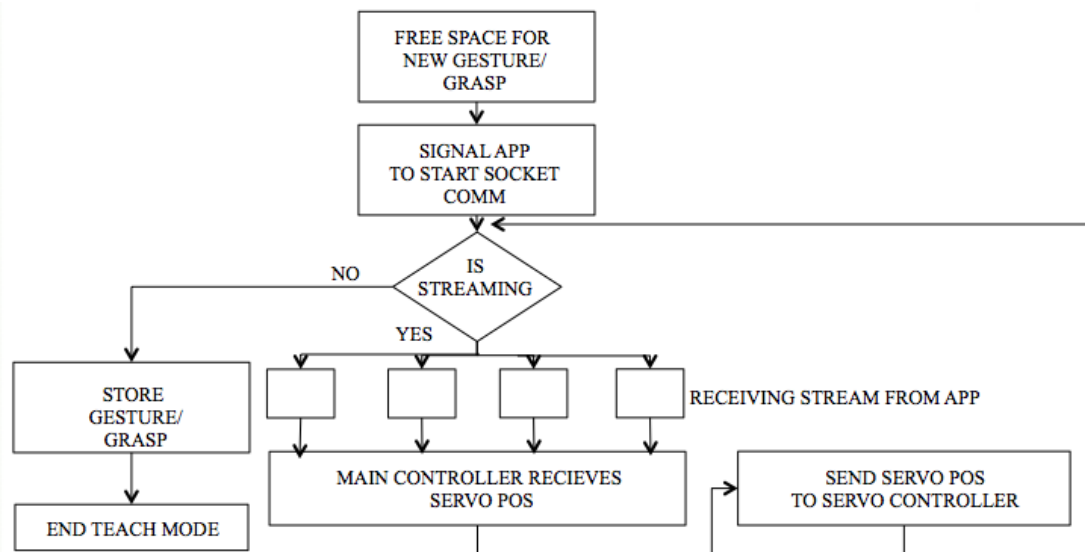 FREE SPACE FOR
NEW GESTURE/
GRASP
SIGNAL APP
TO START SOCKET
COMM
IS
STREAMING
NO
YES
STORE
GESTURE/
GRASP
RECEIVING STREAM FROM APP
MAIN CONTROLLER RECIEVES
SERVO POS
SEND SERVO POS
TO SERVO CONTROLLER
END TEACH MODE